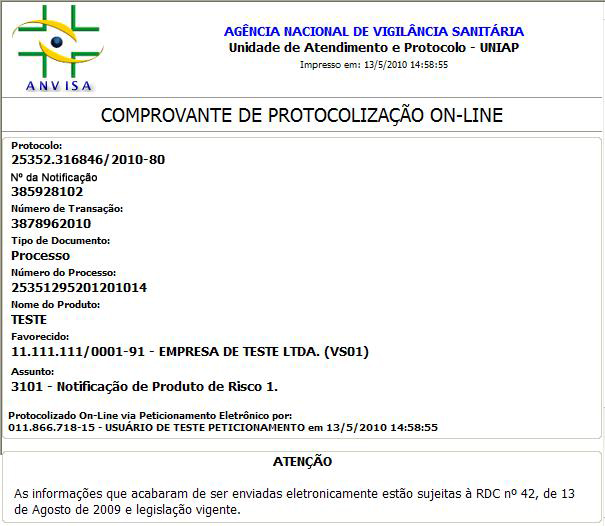 ANVISA
AGÊNCIA NACIONAL DE VIGILÂNCIA SANITÁRIA
Unidade de Atendimento e Protocolo - UNIAP
Impresso em: 13/5/2010 14:58:55
COMPROVANTE DE PROTOCOLIZAÇÃO ON-LINE
Protocolo:
25352.316846/2010-80
Nº da Notificação
385928102
Número de Transação:
3878962010
Tipo de Documento:
Processo
Número do Processo:
25351295201201014
Nome do Produto:
TESTE
Favorecido:
11.111.111/0001-91 - EMPRESA DE TESTE LTDA. (VS01)
Assunto:
3101 - Notificação de Produto de Risco 1.
Protocolizado On-Line via Peticionamento Eletrônico por:
011.866.718-15 - USUÁRIO DE TESTE PETICIONAMENTO em 13/5/2010 14:58:55
ATENÇÃO
As informações que acabaram de ser enviadas eletronicamente estão sujeitas à RDC nº 42, de 13
de Agosto de 2009 e legislação vigente.